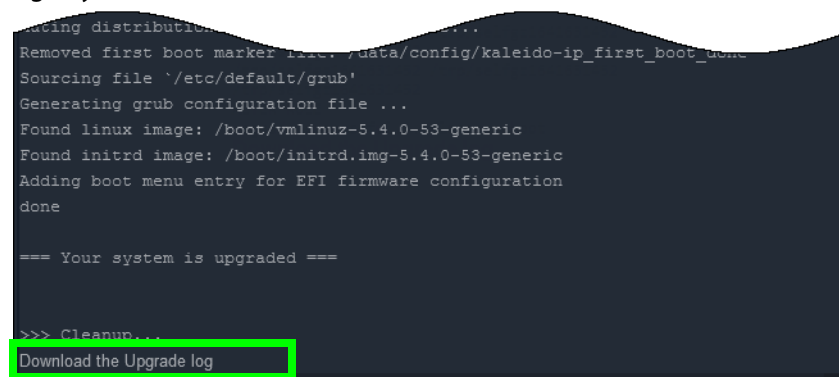 distribution
Removed first boot marker file: /data/config/kaleido-ip_first_boot_done
Sourcing file `/etc/default/grub'
Generating grub configuration file ...
Found linux image: /boot/vmlinuz-5.4.0-53-generic
Found initrd image: /boot/initrd.img-5.4.0-53-generic
Adding boot menu entry for EFI firmware configuration
done
=== Your system is upgraded ===
>>> Cleanup...
Download the Upgrade log